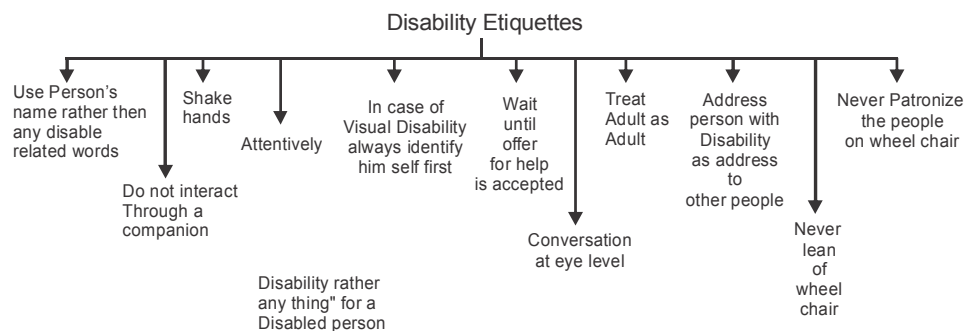 Disability Etiquettes
Use Person's
name rather then
any disable
related words
Do not interact
Through a
companion
Shake
hands
Attentively
In case of
Visual Disability
always identify
him self first
Wait
until
offer
for help
is accepted
Conversation
at eye level
Treat
Adult as
Adult
Address
person with
Disability
as address
to
other people
Never
lean
of
wheel
chair
Never Patronize
the people
on wheel chair
Disability rather
any thing" for a
Disabled person